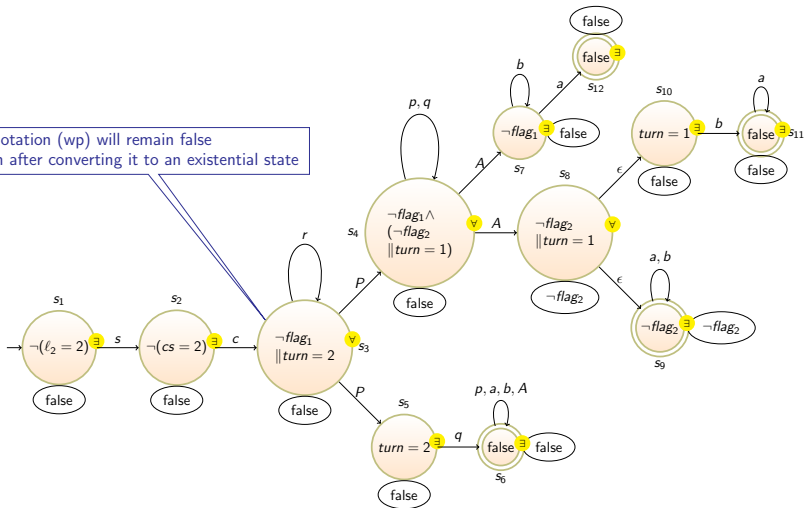 otation (wp) will remain false
after converting it to an existential state
s1
¬(ℓ2 = 2)
∃
false
s
s2
¬(cs = 2)
∃
false
c
r
¬flag1
‖turn = 2
∀
s3
false
P
P
p, q
s4
¬flag1∧
(¬flag2
‖turn = 1)
∀
false
A
A
b
¬flag1
∃
false
s7
a
false
false
∃
s12
s8
¬flag2
‖turn = 1
∀
¬flag2
ϵ
ϵ
s10
turn = 1
∃
false
b
a
false
∃
s11
false
a, b
¬flag2
∃
¬flag2
s9
s5
turn = 2
∃
false
q
p, a, b, A
false
∃
false
s6